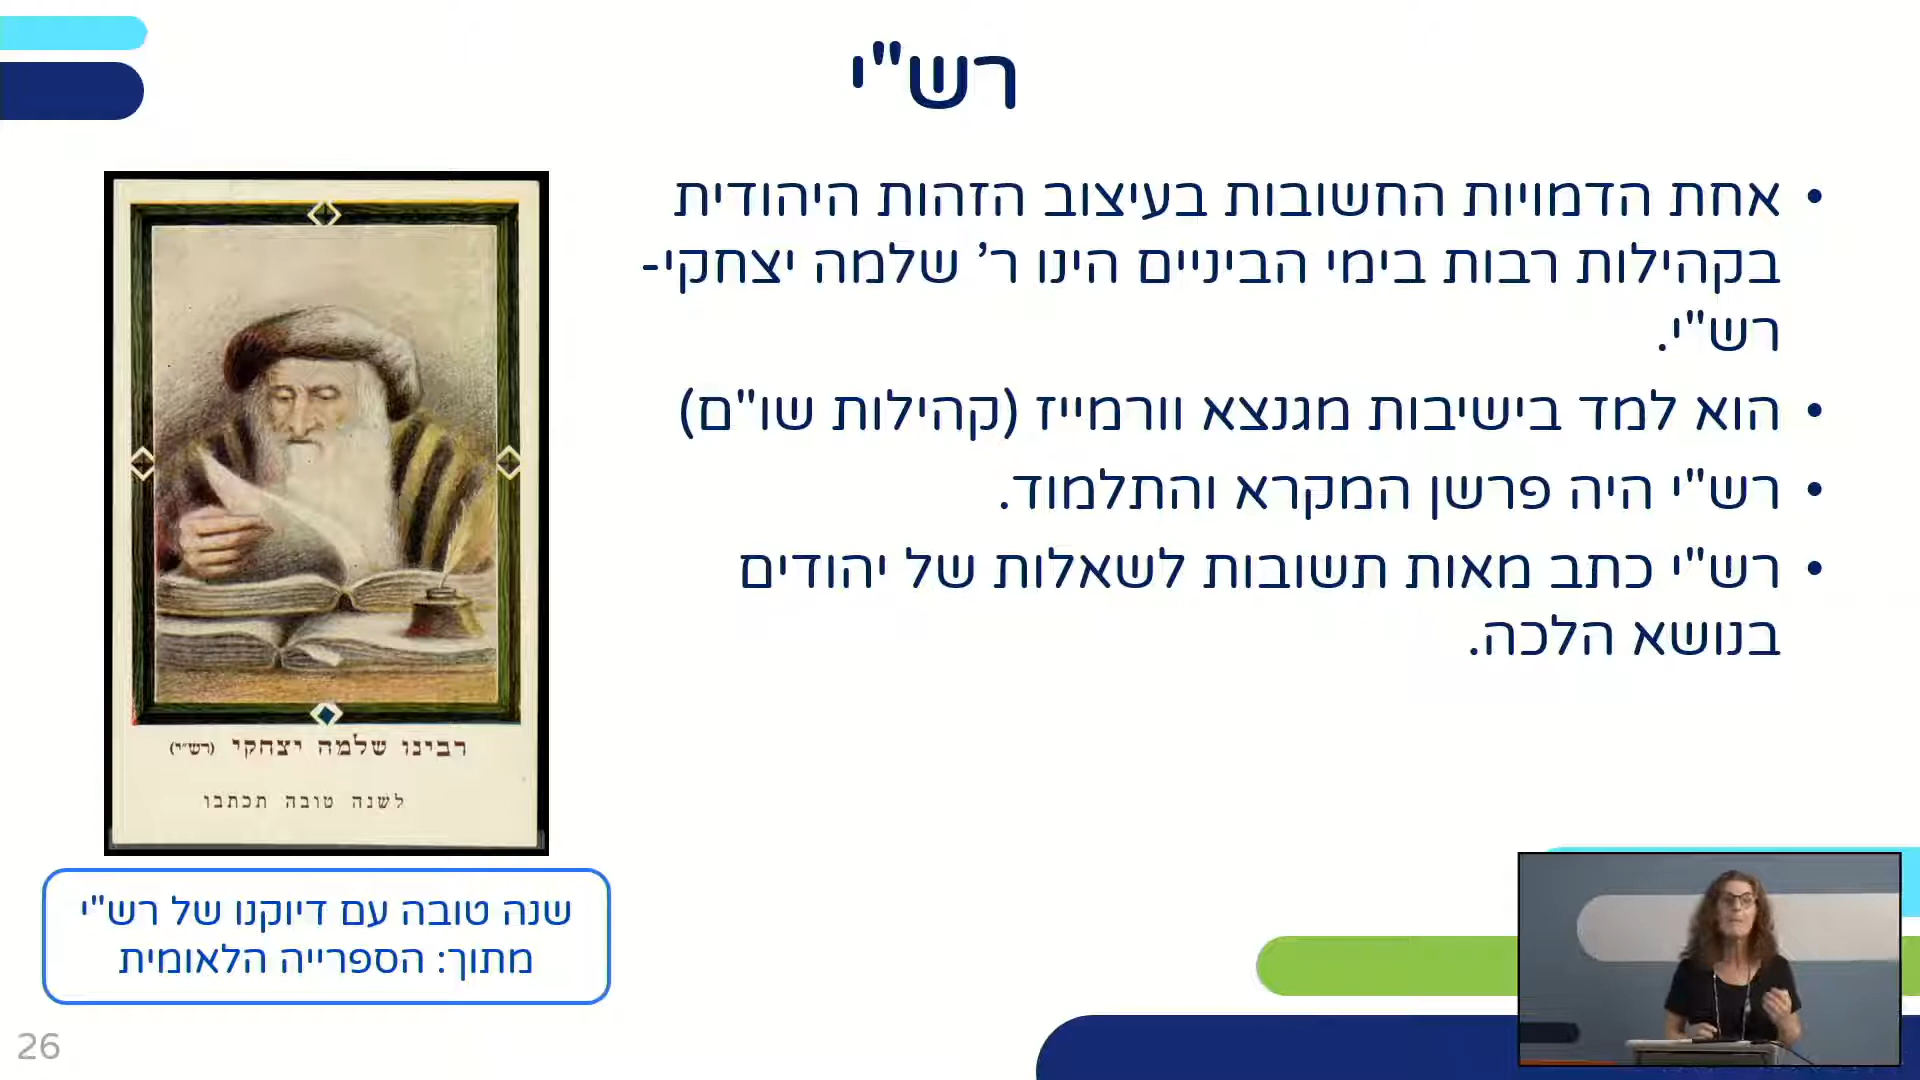 רש"י
• אחת הדמויות החשובות בעיצוב הזהות היהודית
בקהילות רבות בימי הביניים הינו ר' שלמה יצחקי-
רש"י.
• הוא למד בישיבות מגנצא וורמייז (קהילות שו"ם)
• רש"י היה פרשן המקרא והתלמוד.
• רש"י כתב מאות תשובות לשאלות של יהודים
בנושא הלכה.
רבינו שלמה יצחקי (רש"י)
לשנה טובה תכתבו
שנה טובה עם דיוקנו של רש"י
מתוך: הספרייה הלאומית
26